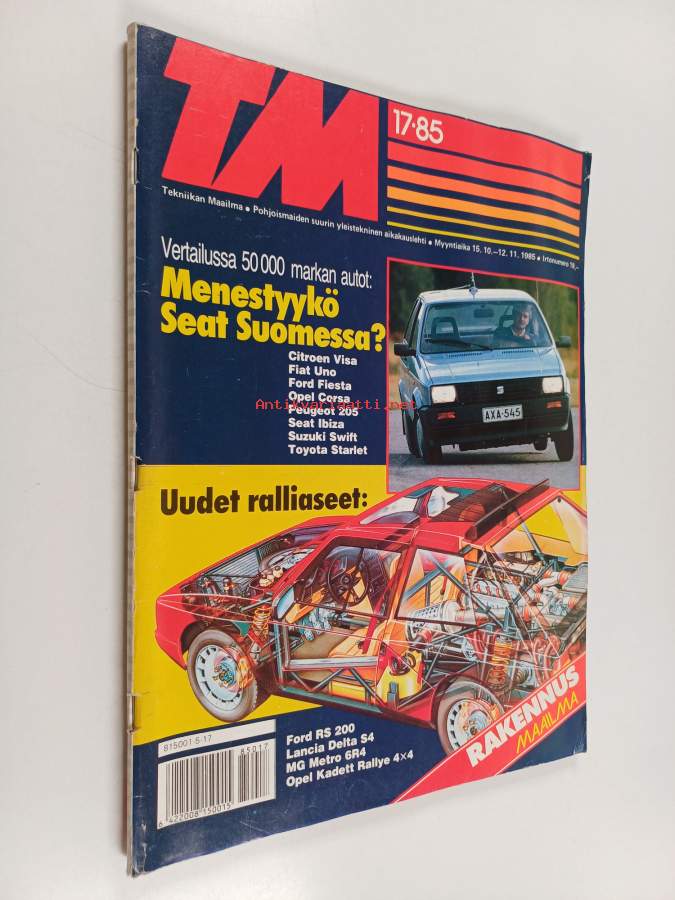 TM
17·85
Tekniikan Maailma • Pohjoismaiden suurin yleistekninen aikakauslehti • Myyntiaika 15.10.–12.11.1985 • Irtonumero 16,–
Vertailussa 50 000 markan autot:
Menestyykö
Seat Suomessa?
Citroen Visa
Fiat Uno
Ford Fiesta
Opel Corsa
Antikvariaatti.net
Peugeot 205
Seat Ibiza
Suzuki Swift
Toyota Starlet
AXA-545
Uudet ralliaseet:
Ford RS 200
Lancia Delta S4
MG Metro 6R4
Opel Kadett Rallye 4×4
RAKENNUS
MAAILMA
815001-5-17
85017
6 422008 150015